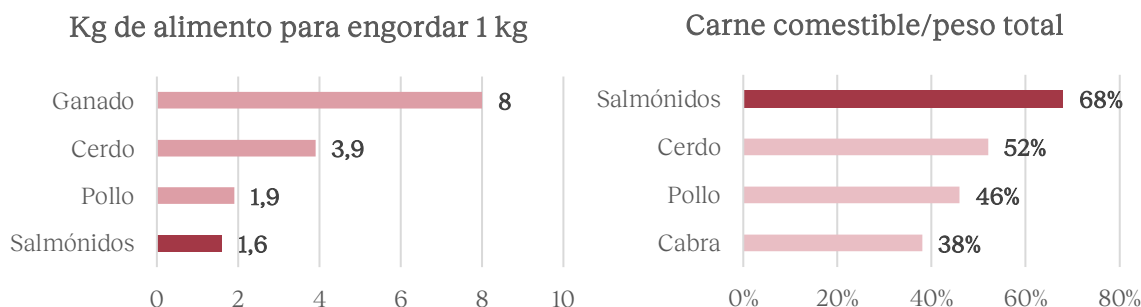 Kg de alimento para engordar 1 kg
Ganado 8
Cerdo 3,9
Pollo 1,9
Salmónidos 1,6
0 2 4 6 8 10
Carne comestible/peso total
Salmónidos 68%
Cerdo 52%
Pollo 46%
Cabra 38%
0% 20% 40% 60% 80%